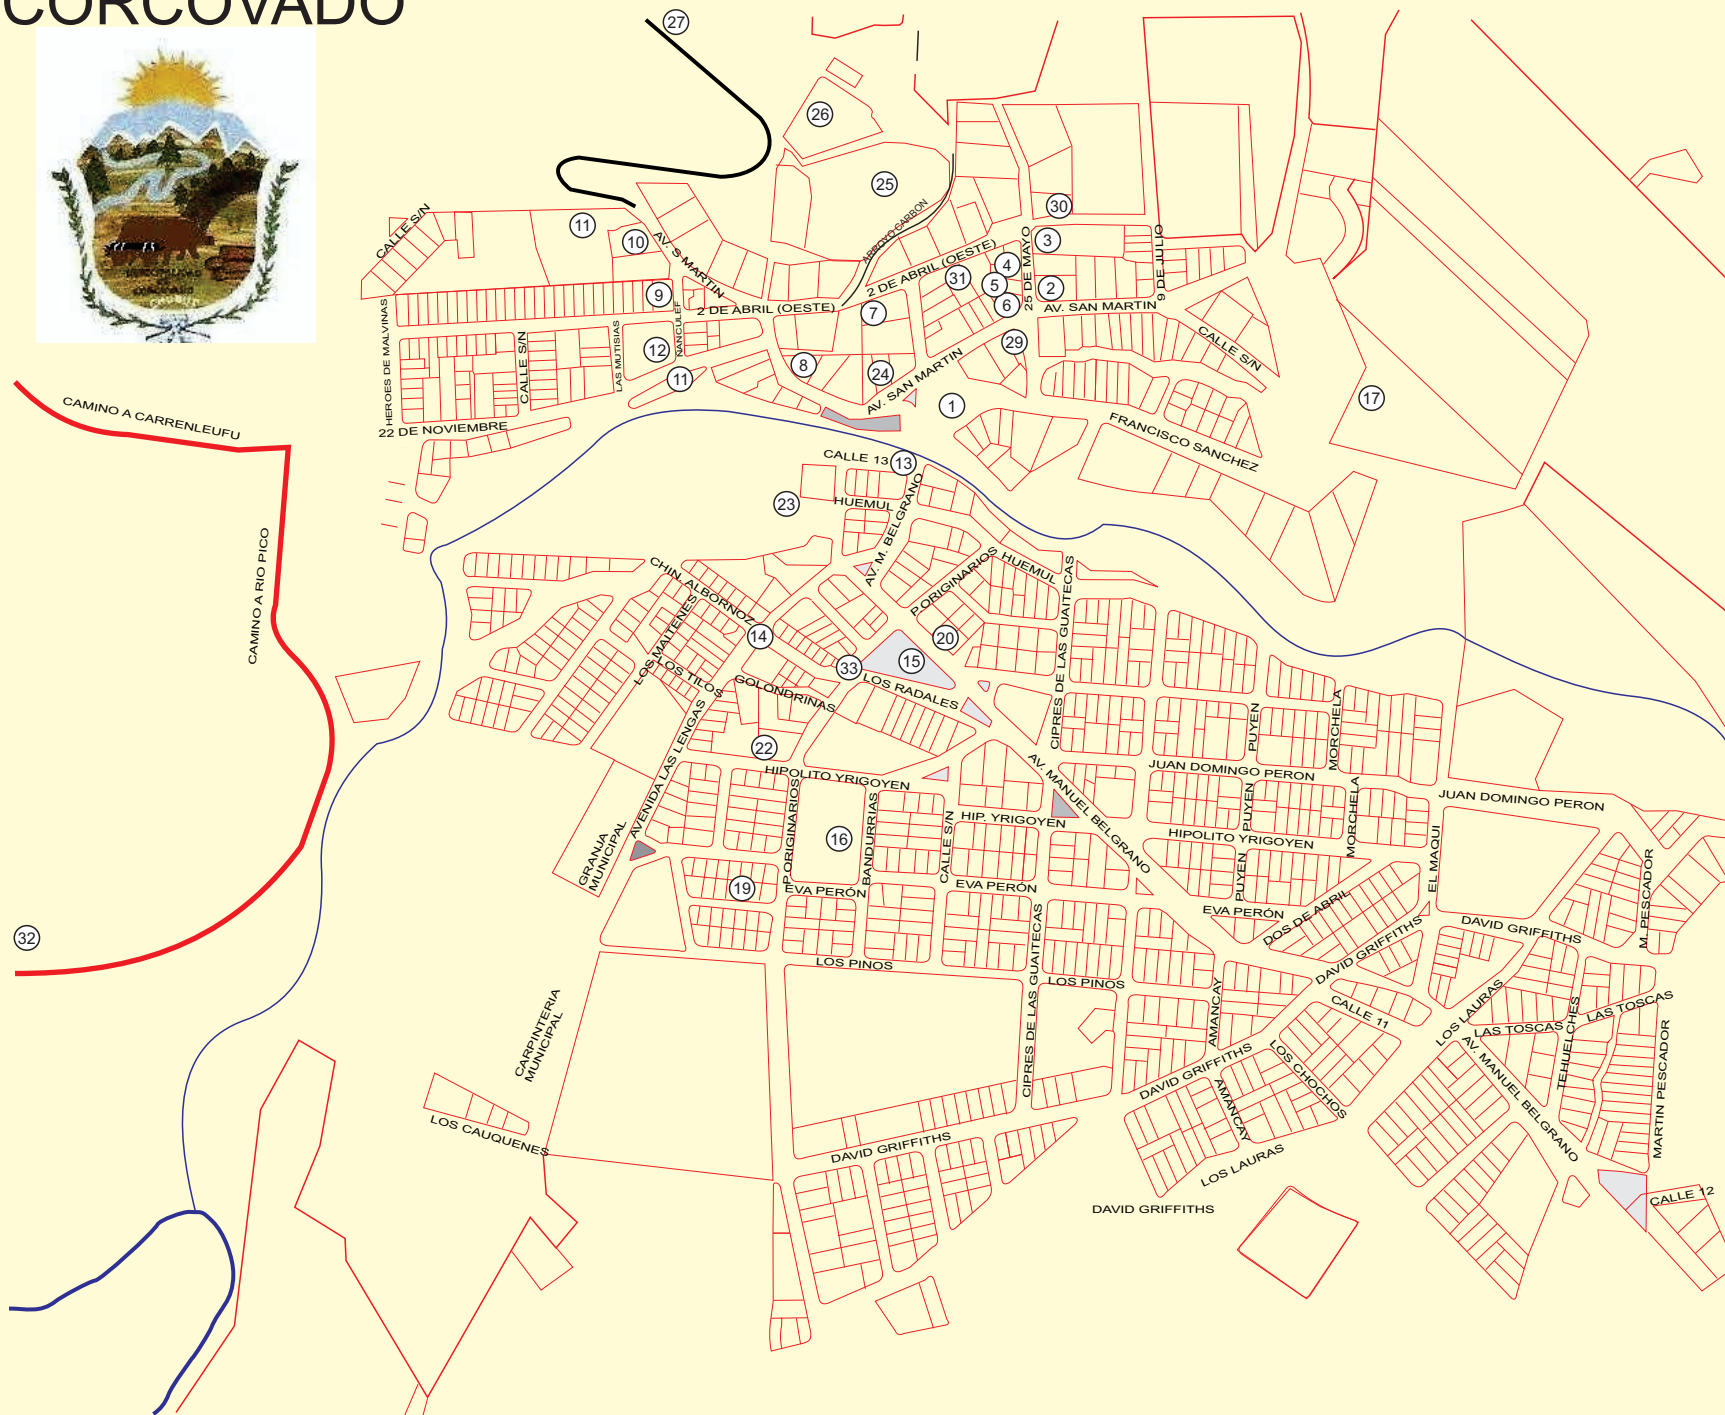 CORCOVADO
27
26
25
ARROYO CARBON
30
CALLE S/N
11
10
AV. S MARTIN
3
25 DE MAYO
9 DE JULIO
2 DE ABRIL (OESTE)
4
31
5
2
6
AV. SAN MARTIN
9
2 DE ABRIL (OESTE)
7
HEROES DE MALVINAS
CALLE S/N
LAS MUTISIAS
ÑANCULEF
12
11
8
24
29
CALLE S/N
AV. SAN MARTIN
1
17
CAMINO A CARRENLEUFU
22 DE NOVIEMBRE
FRANCISCO SANCHEZ
CALLE 13
13
23
HUEMUL
AV. M. BELGRANO
CAMINO A RIO PICO
CHIN. ALBORNOZ
P.ORIGINARIOS
HUEMUL
CIPRES DE LAS GUAITECAS
LOS MAITENES
14
20
33
15
LOS TILOS
GOLONDRINAS
LOS RADALES
AVENIDA LAS LENGAS
22
PUYEN
MORCHELA
HIPOLITO YRIGOYEN
AV. MANUEL BELGRANO
JUAN DOMINGO PERON
JUAN DOMINGO PERON
P.ORIGINARIOS
BANDURRIAS
16
CALLE S/N
HIP. YRIGOYEN
PUYEN
MORCHELA
HIPOLITO YRIGOYEN
EL MAQUI
GRANJA
MUNICIPAL
19
EVA PERÓN
EVA PERÓN
PUYEN
EVA PERÓN
DOS DE ABRIL
DAVID GRIFFITHS
DAVID GRIFFITHS
M. PESCADOR
32
LOS PINOS
CIPRES DE LAS GUAITECAS
LOS PINOS
AMANCAY
CALLE 11
LOS LAURAS
LAS TOSCAS
LAS TOSCAS
TEHUELCHES
CARPINTERIA
MUNICIPAL
DAVID GRIFFITHS
LOS CHOCHOS
AV. MANUEL BELGRANO
MARTIN PESCADOR
AMANCAY
LOS CAUQUENES
DAVID GRIFFITHS
LOS LAURAS
DAVID GRIFFITHS
CALLE 12